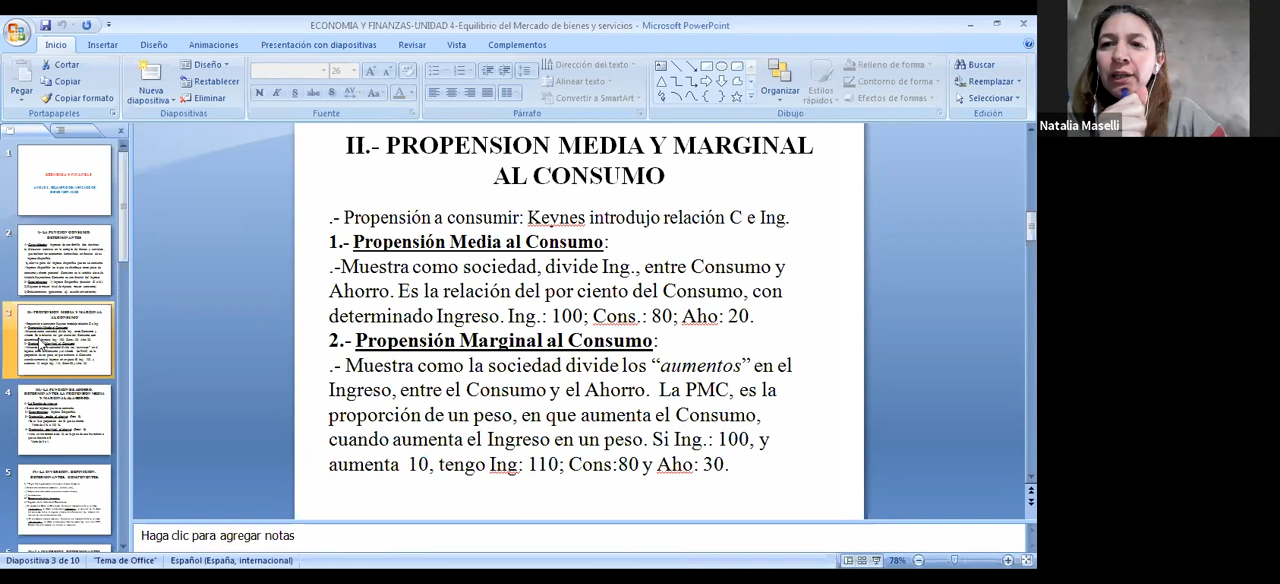 ECONOMIA Y FINANZAS-UNIDAD 4-Equilibrio del Mercado de bienes y servicios - Microsoft PowerPoint
Inicio Insertar Diseño Animaciones Presentación con diapositivas Revisar Vista Complementos
Pegar
Cortar
Copiar
Copiar formato
Portapapeles
Nueva diapositiva
Diseño
Restablecer
Eliminar
Diapositivas
26
Fuente
Dirección del texto
Alinear texto
Convertir a SmartArt
Párrafo
Organizar
Estilos rápidos
Relleno de forma
Contorno de forma
Efectos de formas
Dibujo
Buscar
Reemplazar
Seleccionar
Edición
Natalia Maselli
1
2
3
4
5
II.- PROPENSION MEDIA Y MARGINAL
AL CONSUMO
.- Propensión a consumir: Keynes introdujo relación C e Ing.
1.- Propensión Media al Consumo:
.-Muestra como sociedad, divide Ing., entre Consumo y
Ahorro. Es la relación del por ciento del Consumo, con
determinado Ingreso. Ing.: 100; Cons.: 80; Aho: 20.
2.- Propensión Marginal al Consumo:
.- Muestra como la sociedad divide los “aumentos” en el
Ingreso, entre el Consumo y el Ahorro. La PMC, es la
proporción de un peso, en que aumenta el Consumo,
cuando aumenta el Ingreso en un peso. Si Ing.: 100, y
aumenta 10, tengo Ing: 110; Cons:80 y Aho: 30.
Haga clic para agregar notas
Diapositiva 3 de 10 "Tema de Office" Español (España, internacional) 78%